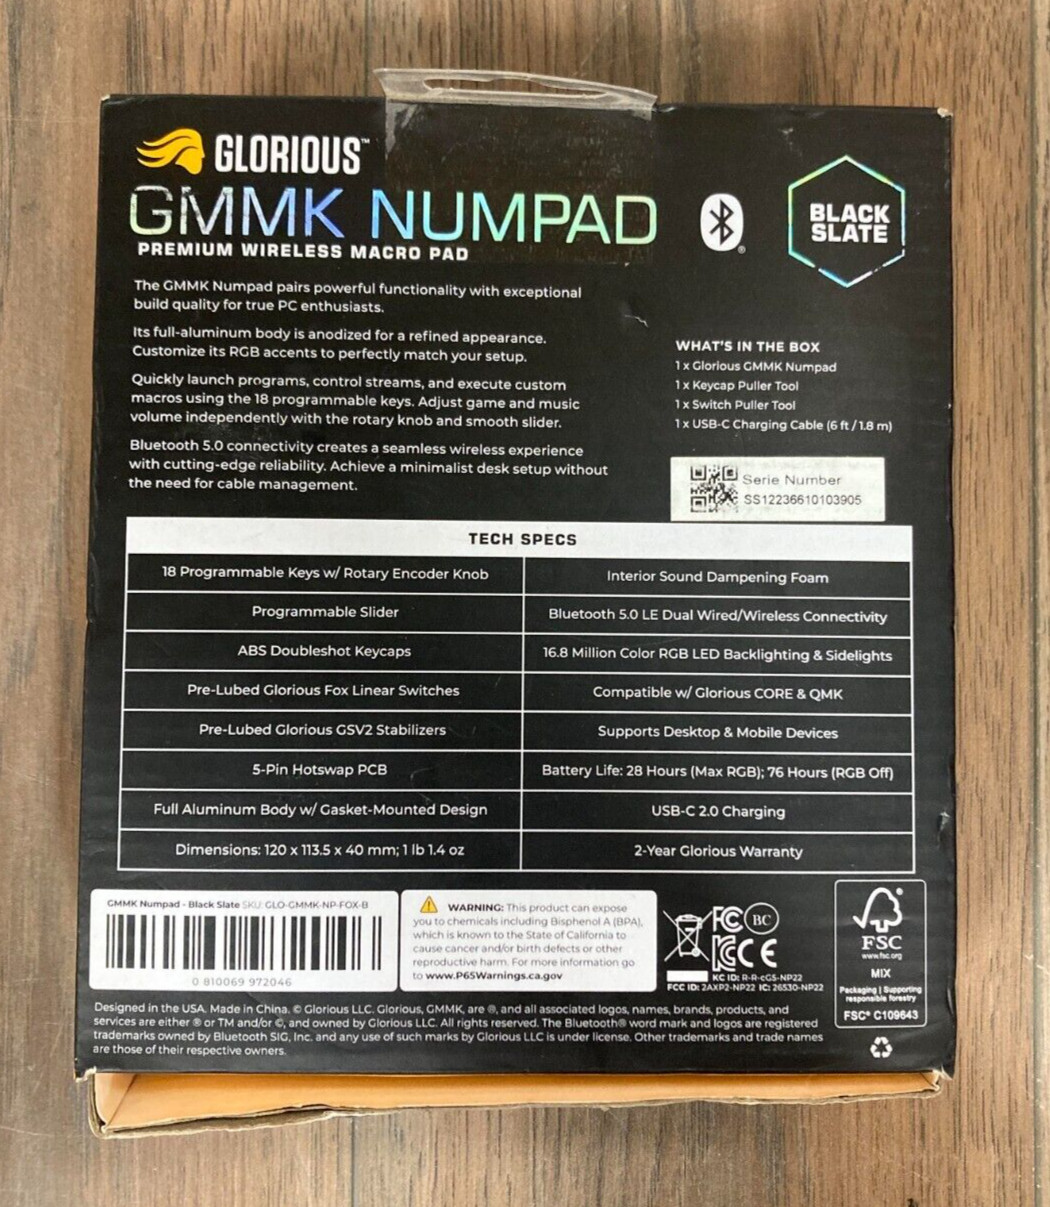 GLORIOUS™
GMMK NUMPAD
PREMIUM WIRELESS MACRO PAD
BLACK
SLATE
The GMMK Numpad pairs powerful functionality with exceptional
build quality for true PC enthusiasts.
Its full-aluminum body is anodized for a refined appearance.
Customize its RGB accents to perfectly match your setup.
Quickly launch programs, control streams, and execute custom
macros using the 18 programmable keys. Adjust game and music
volume independently with the rotary knob and smooth slider.
Bluetooth 5.0 connectivity creates a seamless wireless experience
with cutting-edge reliability. Achieve a minimalist desk setup without
the need for cable management.
WHAT'S IN THE BOX
1 x Glorious GMMK Numpad
1 x Keycap Puller Tool
1 x Switch Puller Tool
1 x USB-C Charging Cable (6 ft / 1.8 m)
Serie Number
SS12236610103905
TECH SPECS
18 Programmable Keys w/ Rotary Encoder Knob
Interior Sound Dampening Foam
Programmable Slider
Bluetooth 5.0 LE Dual Wired/Wireless Connectivity
ABS Doubleshot Keycaps
16.8 Million Color RGB LED Backlighting & Sidelights
Pre-Lubed Glorious Fox Linear Switches
Compatible w/ Glorious CORE & QMK
Pre-Lubed Glorious GSV2 Stabilizers
Supports Desktop & Mobile Devices
5-Pin Hotswap PCB
Battery Life: 28 Hours (Max RGB); 76 Hours (RGB Off)
Full Aluminum Body w/ Gasket-Mounted Design
USB-C 2.0 Charging
Dimensions: 120 x 113.5 x 40 mm; 1 lb 1.4 oz
2-Year Glorious Warranty
GMMK Numpad - Black Slate SKU: GLO-GMMK-NP-FOX-B
0 810069 972046
WARNING: This product can expose
you to chemicals including Bisphenol A (BPA),
which is known to the State of California to
cause cancer and/or birth defects or other
reproductive harm. For more information go
to www.P65Warnings.ca.gov
FC BC
CE
KC ID: R-R-cGS-NP22
FCC ID: 2AXP2-NP22 IC: 26530-NP22
FSC
www.fsc.org
MIX
Packaging | Supporting
responsible forestry
FSC® C109643
Designed in the USA. Made in China. © Glorious LLC. Glorious, GMMK, are ®, and all associated logos, names, brands, products, and
services are either ® or TM and/or ©, and owned by Glorious LLC. All rights reserved. The Bluetooth® word mark and logos are registered
trademarks owned by Bluetooth SIG, Inc. and any use of such marks by Glorious LLC is under license. Other trademarks and trade names
are those of their respective owners.